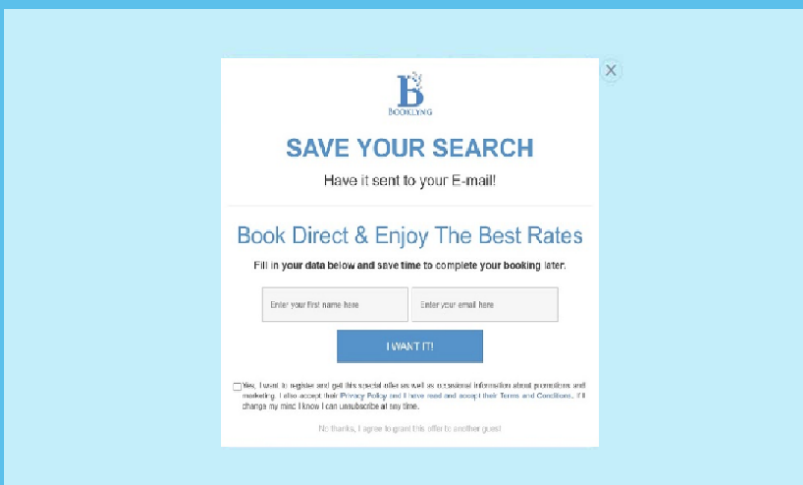 X
B
BOOKLYNG
SAVE YOUR SEARCH
Have it sent to your E-mail!
Book Direct & Enjoy The Best Rates
Fill in your data below and save time to complete your booking later.
Enter your first name here
Enter your email here
I WANT IT!
Yes, I want to register and get this special offer as well as occasional information about promotions and
marketing. I also accept their Privacy Policy and I have read and accept their Terms and Conditions. If I
change my mind I know I can unsubscribe at any time.
No thanks, I agree to grant this offer to another guest